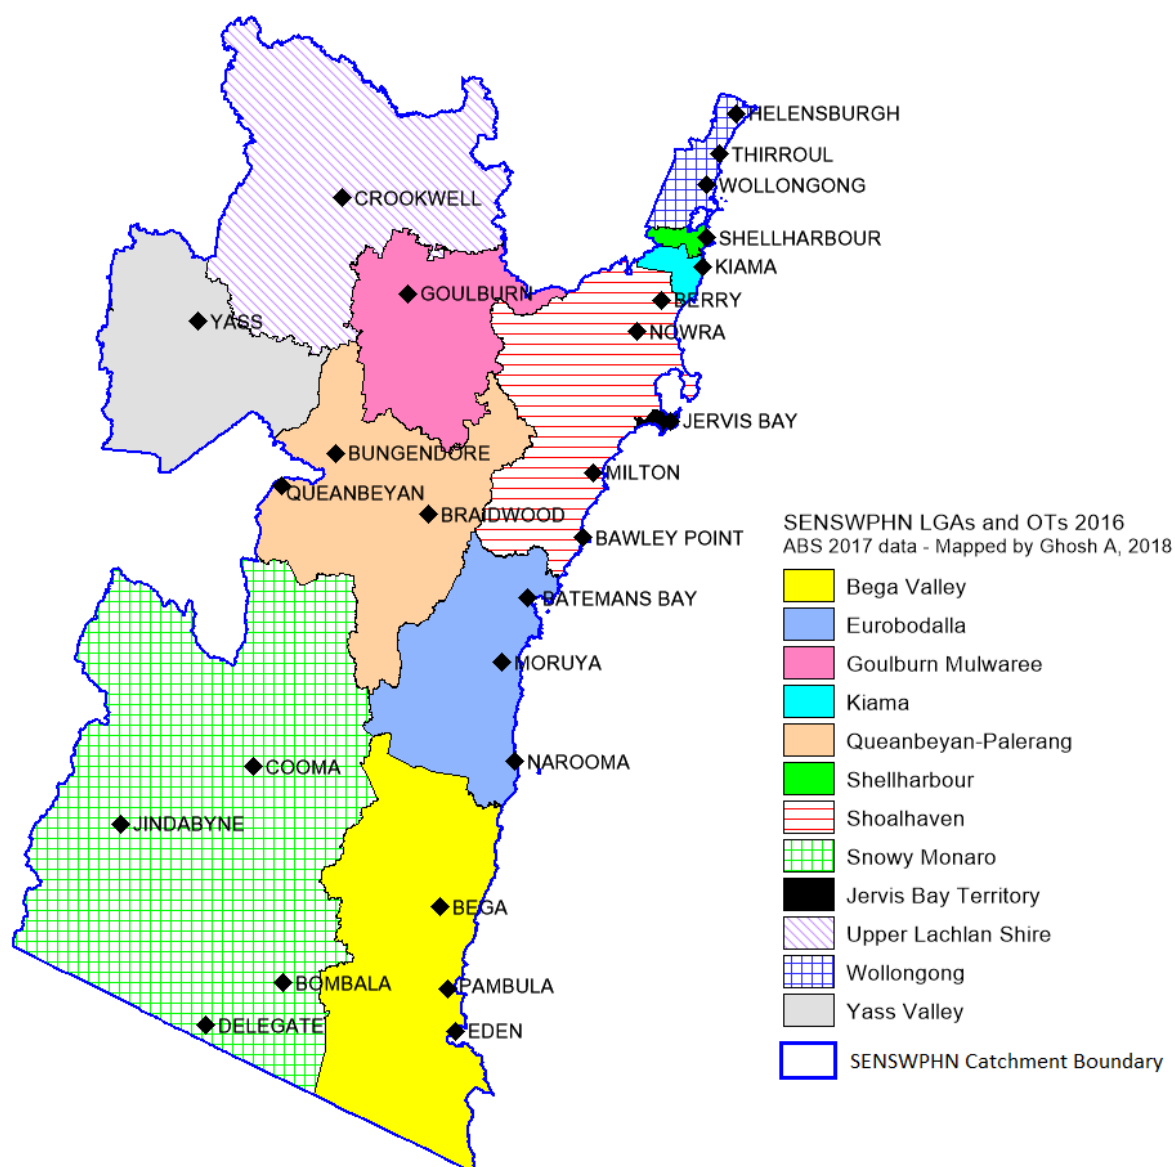 HELENSBURGH
THIRROUL
WOLLONGONG
CROOKWELL
SHELLHARBOUR
KIAMA
GOULBURN
BERRY
YASS
NOWRA
JERVIS BAY
BUNGENDORE
MILTON
QUEANBEYAN
BRAIDWOOD
BAWLEY POINT
BATEMANS BAY
MORUYA
NAROOMA
COOMA
JINDABYNE
BEGA
BOMBALA
PAMBULA
DELEGATE
EDEN
SENSWPHN LGAs and OTs 2016
ABS 2017 data - Mapped by Ghosh A, 2018
Bega Valley
Eurobodalla
Goulburn Mulwaree
Kiama
Queanbeyan-Palerang
Shellharbour
Shoalhaven
Snowy Monaro
Jervis Bay Territory
Upper Lachlan Shire
Wollongong
Yass Valley
SENSWPHN Catchment Boundary